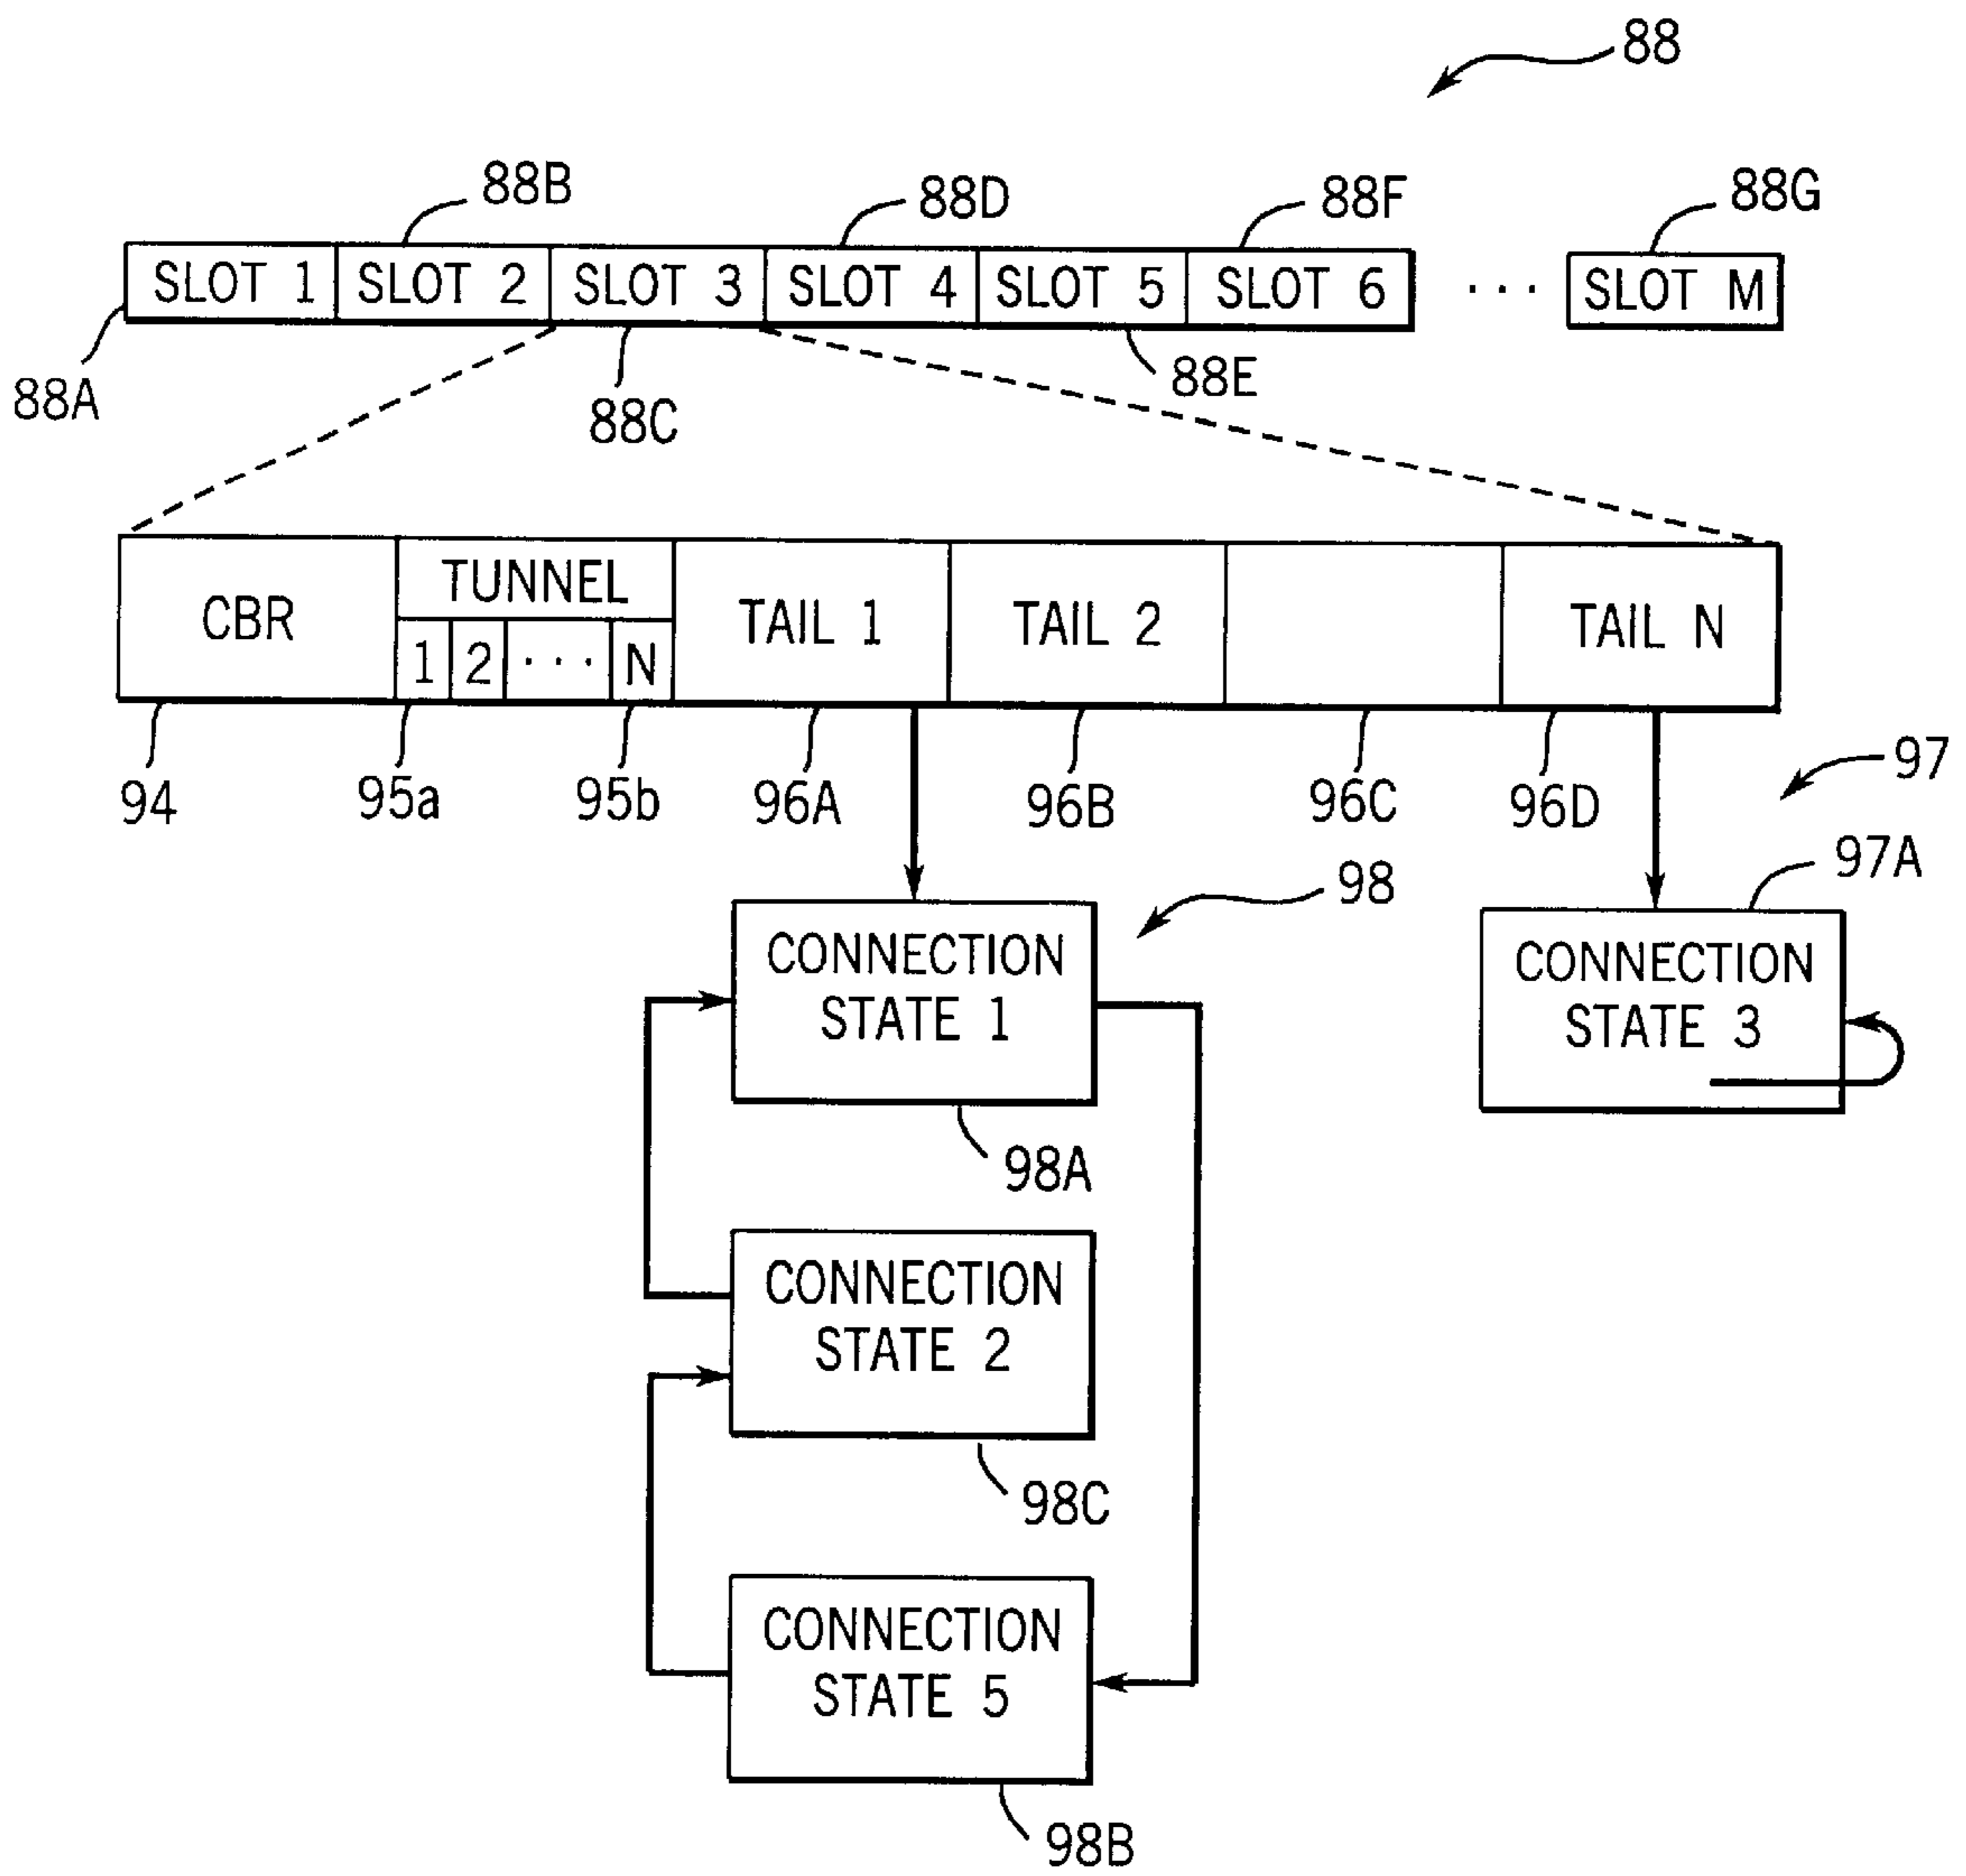 88
88B
88D
88F
88G
SLOT 1 SLOT 2 SLOT 3 SLOT 4 SLOT 5 SLOT 6 ... SLOT M
88A
88C
88E
CBR
TUNNEL
1 2 ... N
TAIL 1
TAIL 2
TAIL N
94
95a
95b
96A
96B
96C
96D
97
97A
98
CONNECTION
STATE 1
CONNECTION
STATE 3
98A
CONNECTION
STATE 2
98C
CONNECTION
STATE 5
98B